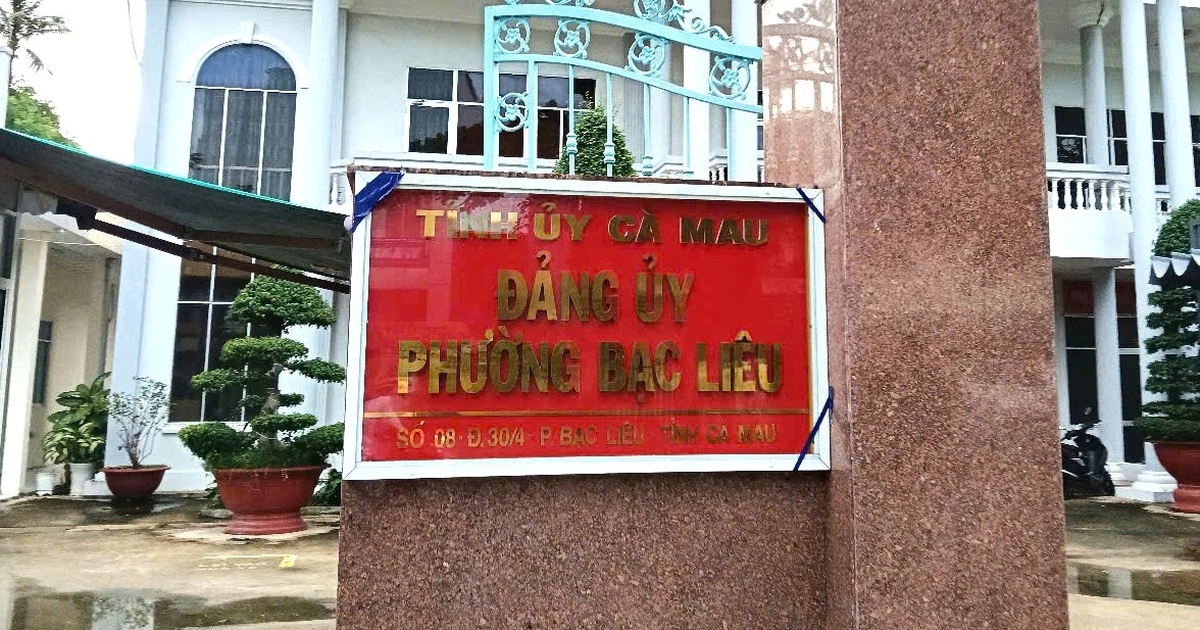 TỈNH ỦY CÀ MAU
ĐẢNG ỦY
PHƯỜNG BẠC LIÊU
SỐ 08 - Đ, 30/4 - P. BẠC LIÊU - TỈNH CÀ MAU